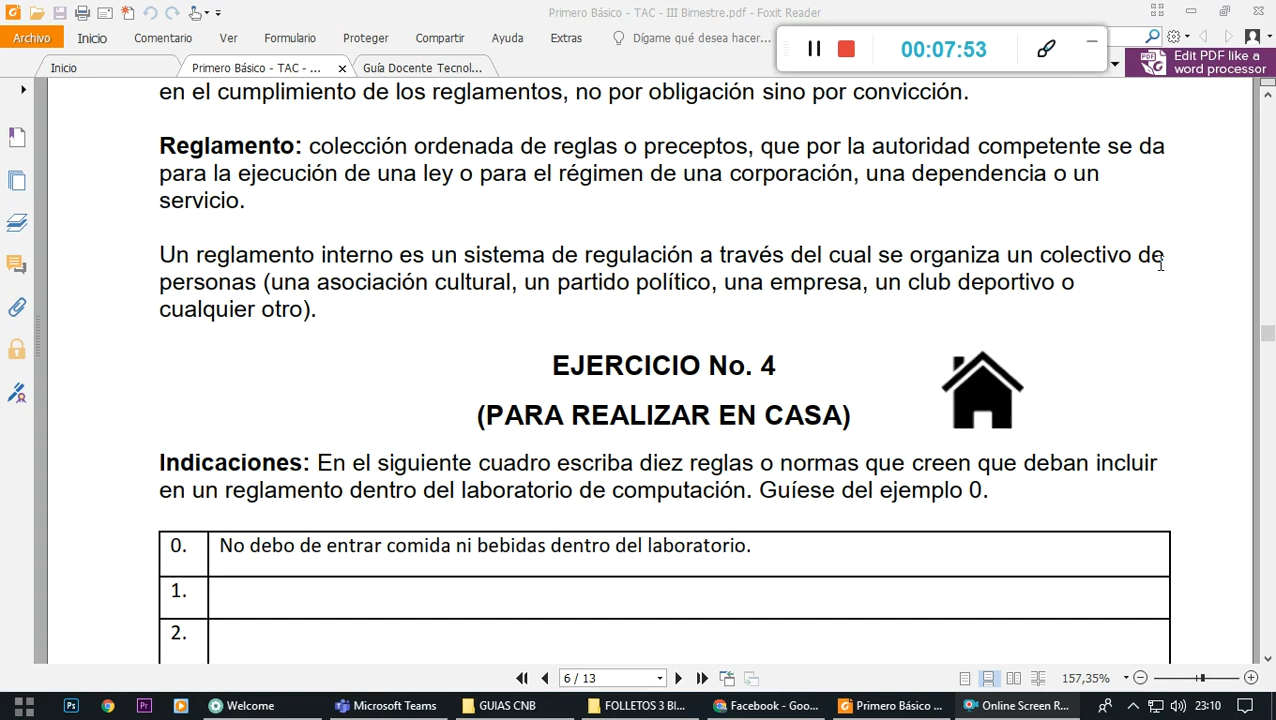 Primero Básico - TAC - III Bimestre.pdf - Foxit Reader
Archivo Inicio Comentario Ver Formulario Proteger Compartir Ayuda Extras Dígame qué desea hacer...
00:07:53
Edit PDF like a
word processor
Inicio Primero Básico - TAC - ... Guía Docente Tecnol...
en el cumplimiento de los reglamentos, no por obligación sino por convicción.
Reglamento: colección ordenada de reglas o preceptos, que por la autoridad competente se da
para la ejecución de una ley o para el régimen de una corporación, una dependencia o un
servicio.
Un reglamento interno es un sistema de regulación a través del cual se organiza un colectivo de
personas (una asociación cultural, un partido político, una empresa, un club deportivo o
cualquier otro).
EJERCICIO No. 4
(PARA REALIZAR EN CASA)
Indicaciones: En el siguiente cuadro escriba diez reglas o normas que creen que deban incluir
en un reglamento dentro del laboratorio de computación. Guíese del ejemplo 0.
0. No debo de entrar comida ni bebidas dentro del laboratorio.
1.
2.
6 / 13
157,35%
Ps Pr Welcome Microsoft Teams GUIAS CNB FOLLETOS 3 BI... Facebook - Goo... Primero Básico ... Online Screen R... 23:10